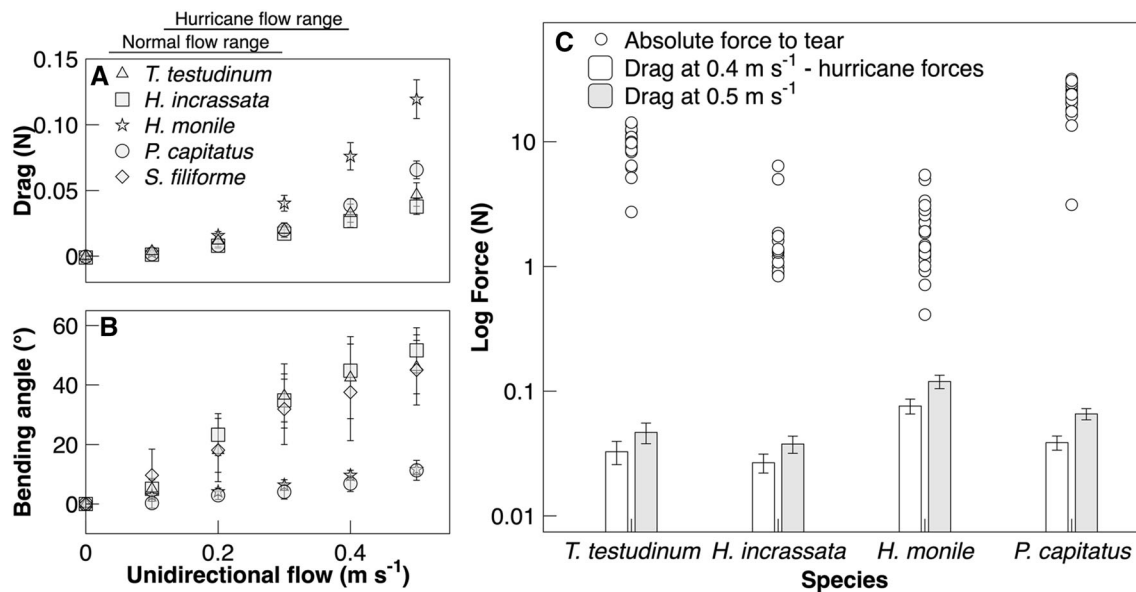 Hurricane flow range
Normal flow range
A
T. testudinum
H. incrassata
H. monile
P. capitatus
S. filiforme
0.15
0.10
0.05
0
Drag (N)
B
60
40
20
0
Bending angle (°)
0
0.2
0.4
Unidirectional flow (m s⁻¹)
C
Absolute force to tear
Drag at 0.4 m s⁻¹ - hurricane forces
Drag at 0.5 m s⁻¹
10
1
0.1
0.01
Log Force (N)
T. testudinum H. incrassata H. monile P. capitatus
Species